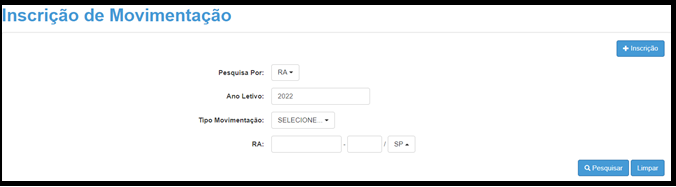 Inscrição de Movimentação
+ Inscrição
Pesquisa Por: RA
Ano Letivo: 2022
Tipo Movimentação: SELECIONE...
RA: - / SP
Pesquisar Limpar